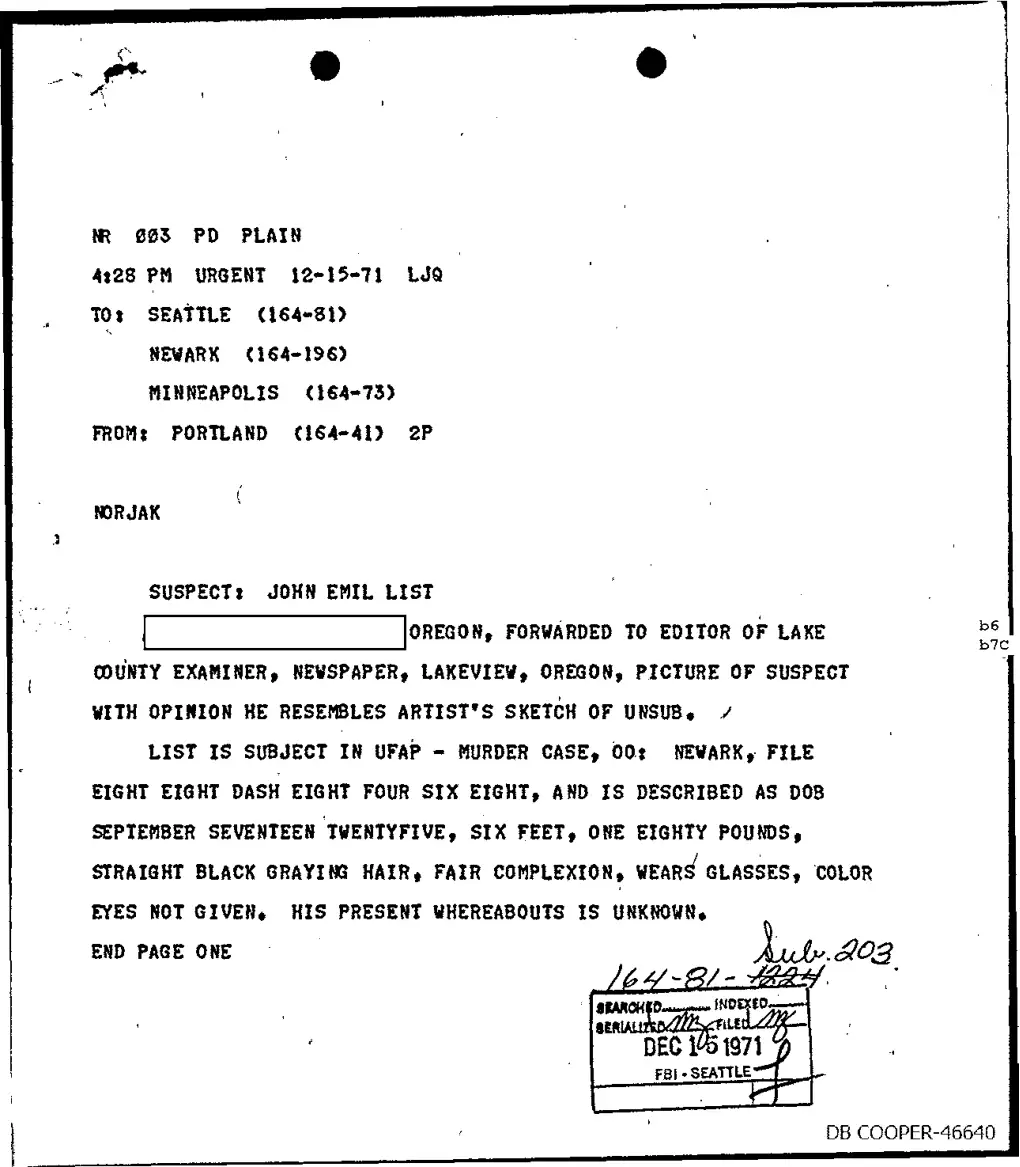 NR 003 PD PLAIN
4:28 PM URGENT 12-15-71 LJQ
TO: SEATTLE (164-81)
NEWARK (164-196)
MINNEAPOLIS (164-73)
FROM: PORTLAND (164-41) 2P
NORJAK
SUSPECT: JOHN EMIL LIST
OREGON, FORWARDED TO EDITOR OF LAKE
b6
b7C
COUNTY EXAMINER, NEWSPAPER, LAKEVIEW, OREGON, PICTURE OF SUSPECT
WITH OPINION HE RESEMBLES ARTIST'S SKETCH OF UNSUB.
LIST IS SUBJECT IN UFAP - MURDER CASE, OO: NEWARK, FILE
EIGHT EIGHT DASH EIGHT FOUR SIX EIGHT, AND IS DESCRIBED AS DOB
SEPTEMBER SEVENTEEN TWENTYFIVE, SIX FEET, ONE EIGHTY POUNDS,
STRAIGHT BLACK GRAYING HAIR, FAIR COMPLEXION, WEARS GLASSES, COLOR
EYES NOT GIVEN. HIS PRESENT WHEREABOUTS IS UNKNOWN.
END PAGE ONE
Sub. 203
164-81-1224
SEARCHED INDEXED
SERIALIZED FILED
DEC 15 1971
FBI - SEATTLE
DB COOPER-46640